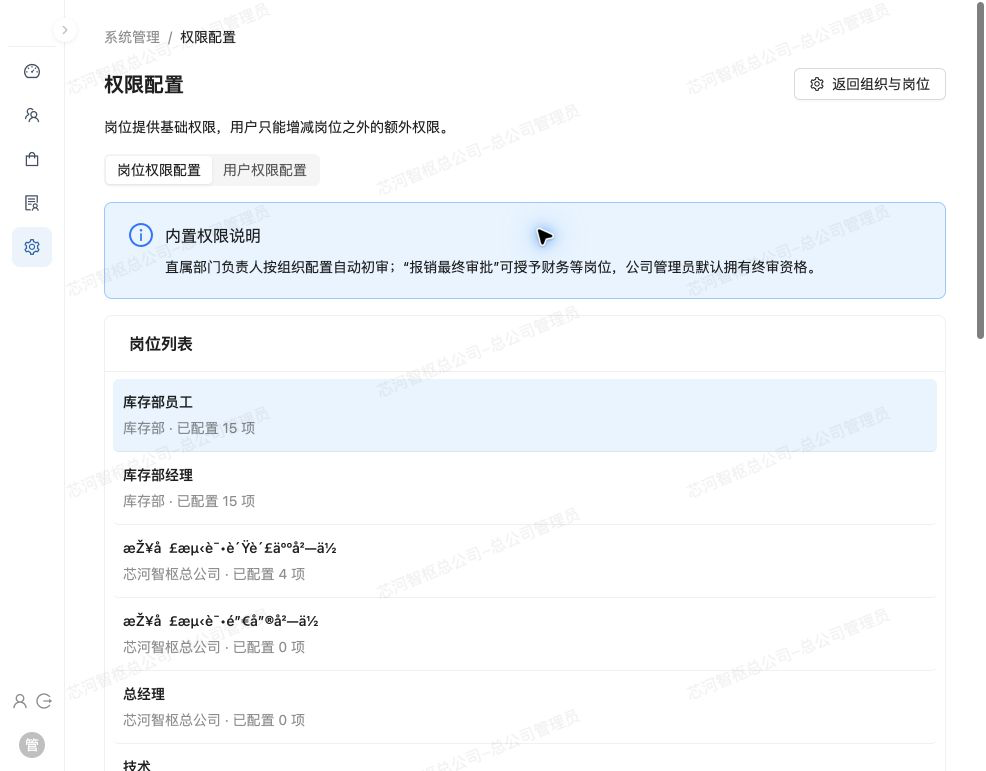 系统管理 / 权限配置
权限配置
返回组织与岗位
岗位提供基础权限，用户只能增减岗位之外的额外权限。
岗位权限配置 用户权限配置
内置权限说明
直属部门负责人按组织配置自动初审；“报销最终审批”可授予财务等岗位，公司管理员默认拥有终审资格。
岗位列表
库存部员工
库存部 · 已配置 15 项
库存部经理
库存部 · 已配置 15 项
æŽ¥å £æµ‹è¯•è´Ÿè´£äººå²—ä½
芯河智枢总公司 · 已配置 4 项
æŽ¥å £æµ‹è¯•é”€å”®å²—ä½
芯河智枢总公司 · 已配置 0 项
总经理
芯河智枢总公司 · 已配置 0 项
技术
管
芯河智枢总公司-总公司管理员